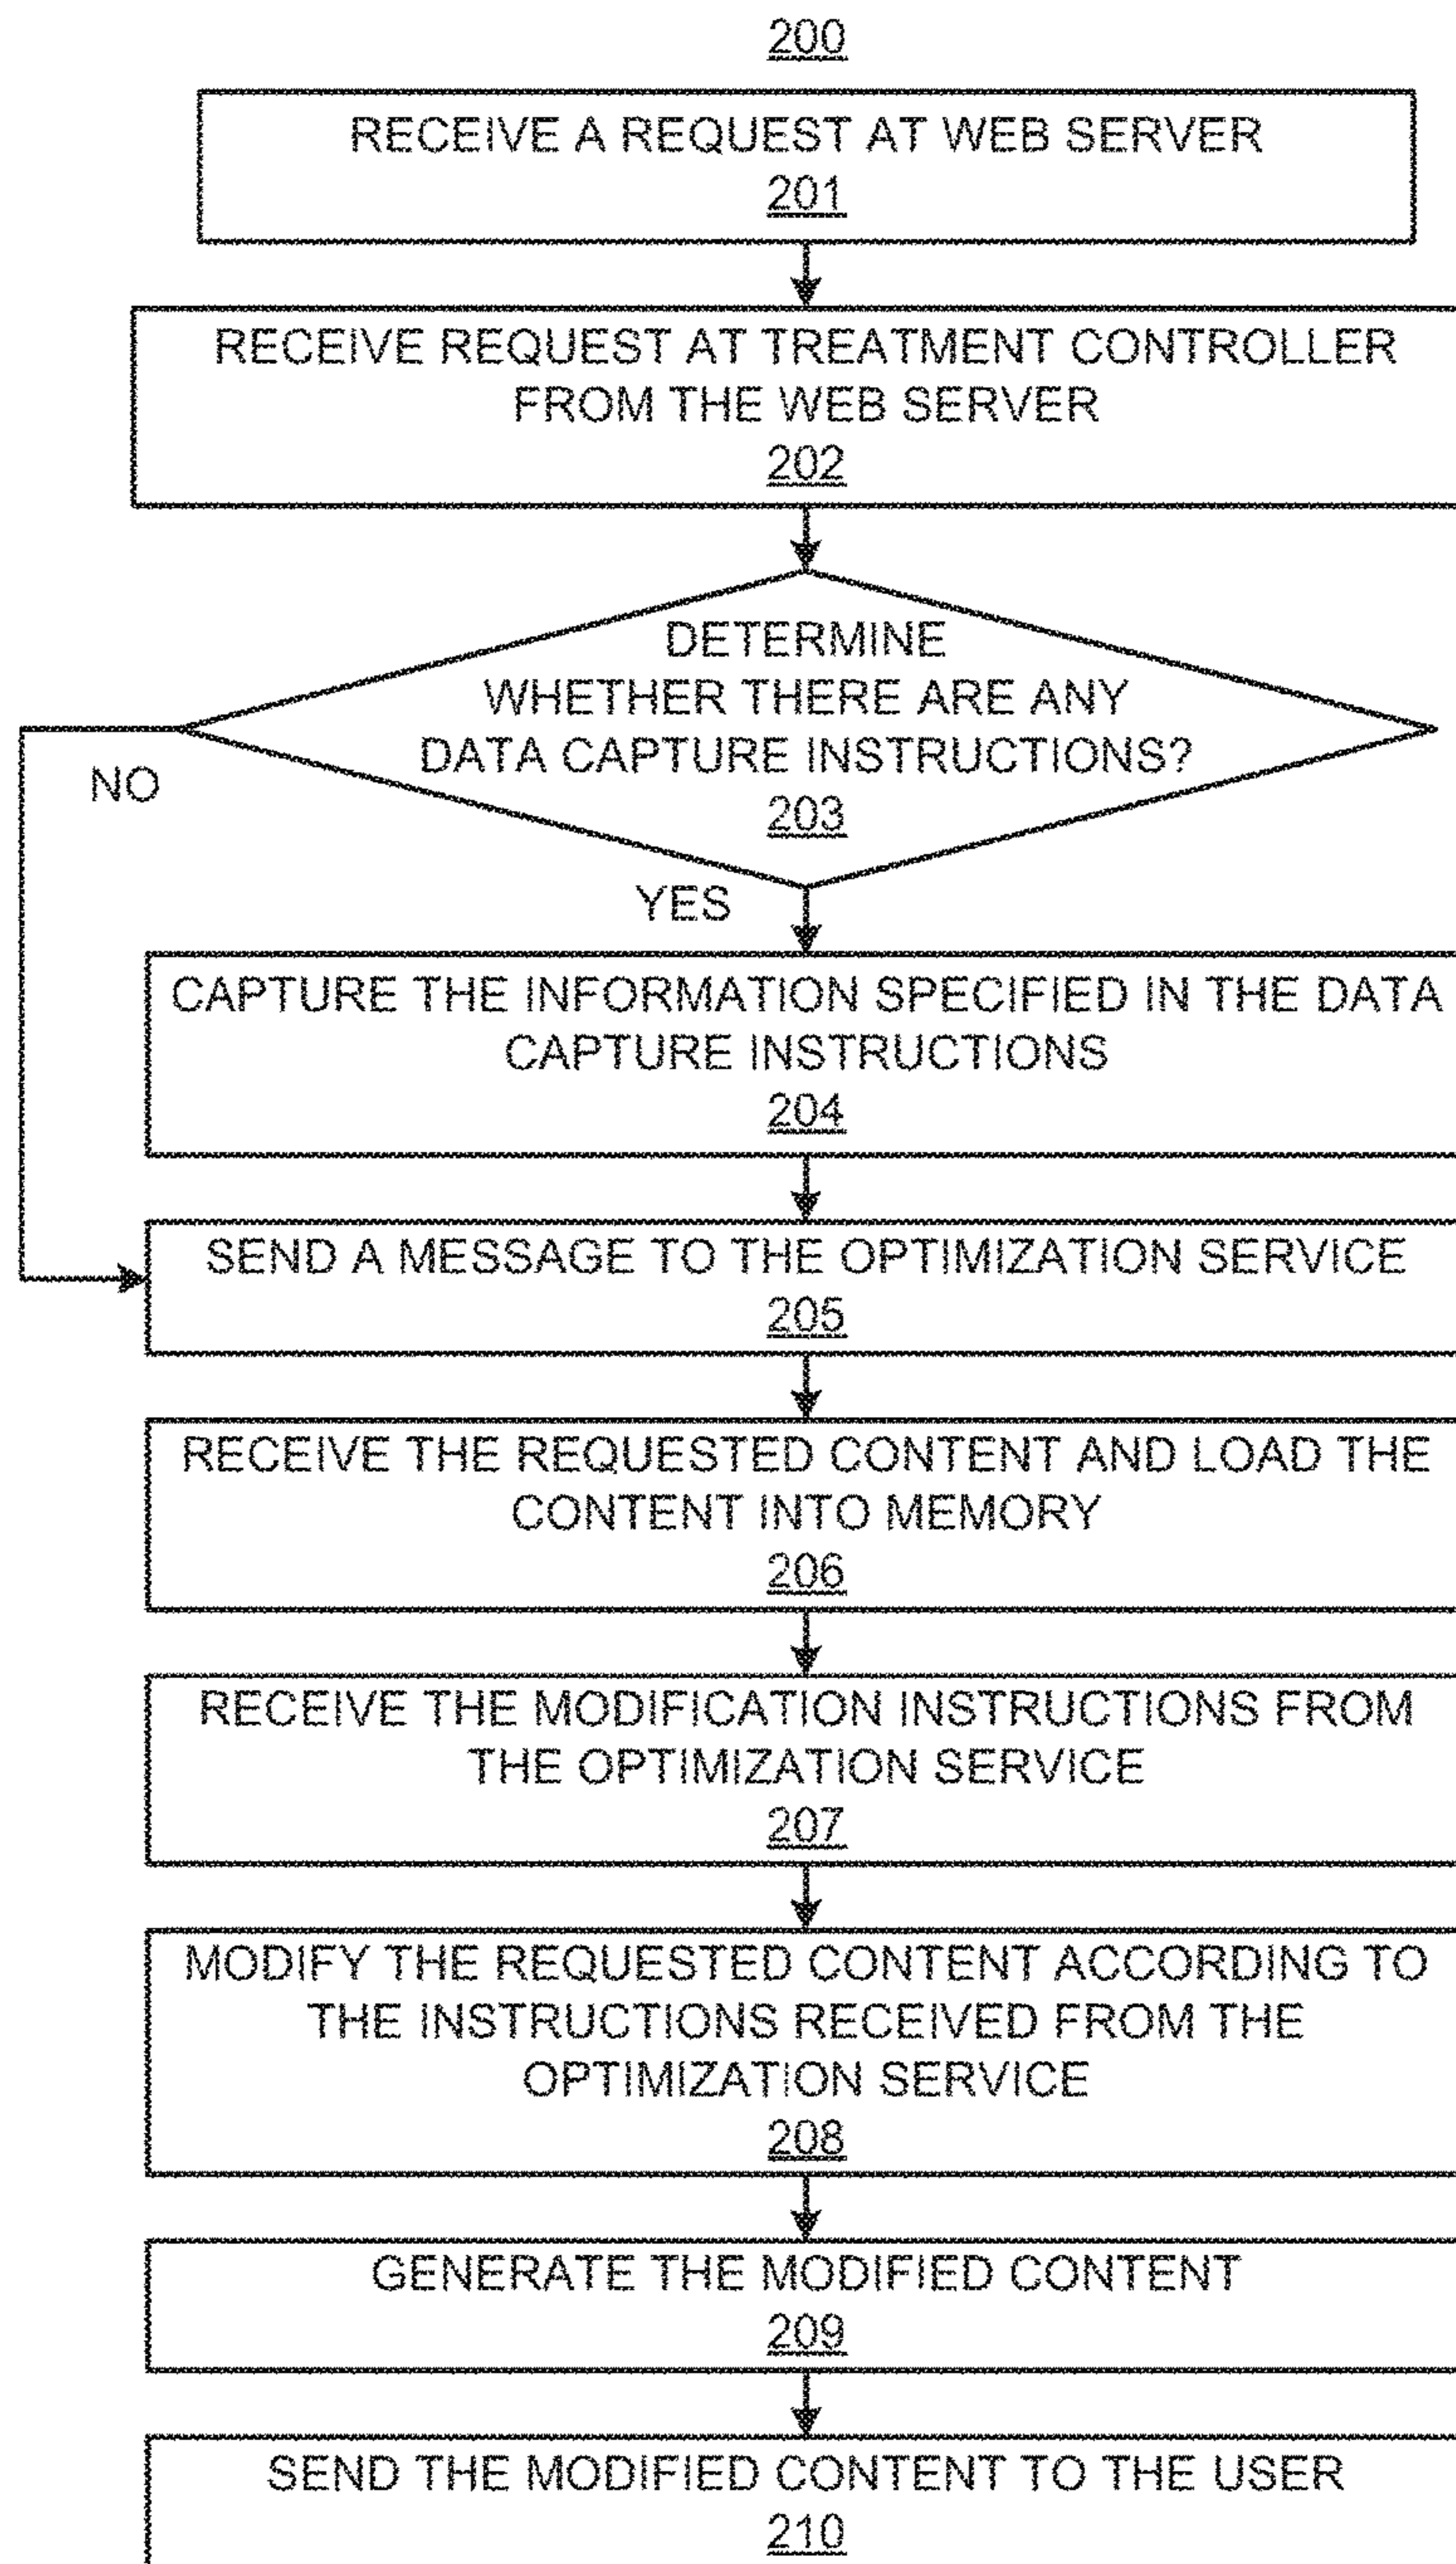 200
RECEIVE A REQUEST AT WEB SERVER
201
RECEIVE REQUEST AT TREATMENT CONTROLLER
FROM THE WEB SERVER
202
DETERMINE
WHETHER THERE ARE ANY
DATA CAPTURE INSTRUCTIONS?
203
NO
YES
CAPTURE THE INFORMATION SPECIFIED IN THE DATA
CAPTURE INSTRUCTIONS
204
SEND A MESSAGE TO THE OPTIMIZATION SERVICE
205
RECEIVE THE REQUESTED CONTENT AND LOAD THE
CONTENT INTO MEMORY
206
RECEIVE THE MODIFICATION INSTRUCTIONS FROM
THE OPTIMIZATION SERVICE
207
MODIFY THE REQUESTED CONTENT ACCORDING TO
THE INSTRUCTIONS RECEIVED FROM THE
OPTIMIZATION SERVICE
208
GENERATE THE MODIFIED CONTENT
209
SEND THE MODIFIED CONTENT TO THE USER
210